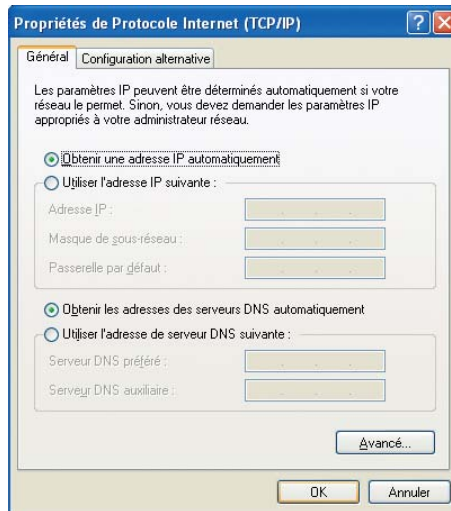 Propriétés de Protocole Internet (TCP/IP)
Général
Configuration alternative
Les paramètres IP peuvent être déterminés automatiquement si votre
réseau le permet. Sinon, vous devez demander les paramètres IP
appropriés à votre administrateur réseau.
Obtenir une adresse IP automatiquement
Utiliser l'adresse IP suivante :
Adresse IP :
Masque de sous-réseau :
Passerelle par défaut :
Obtenir les adresses des serveurs DNS automatiquement
Utiliser l'adresse de serveur DNS suivante :
Serveur DNS préféré :
Serveur DNS auxiliaire :
Avancé...
OK
Annuler